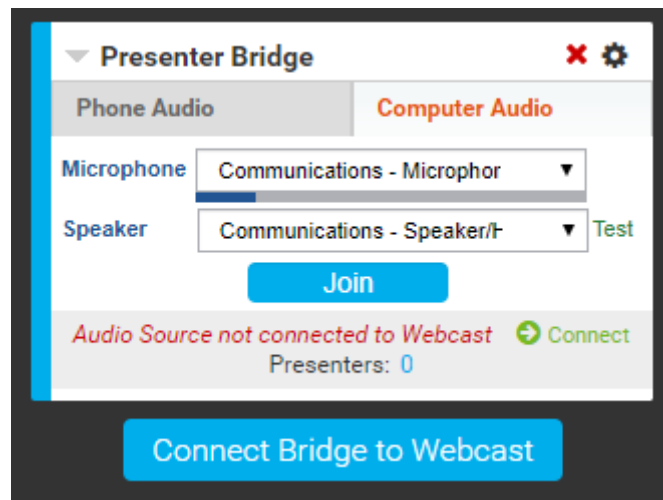 Presenter Bridge
Phone Audio
Computer Audio
Microphone Communications - Microphor
Speaker Communications - Speaker/H Test
Join
Audio Source not connected to Webcast Connect
Presenters: 0
Connect Bridge to Webcast